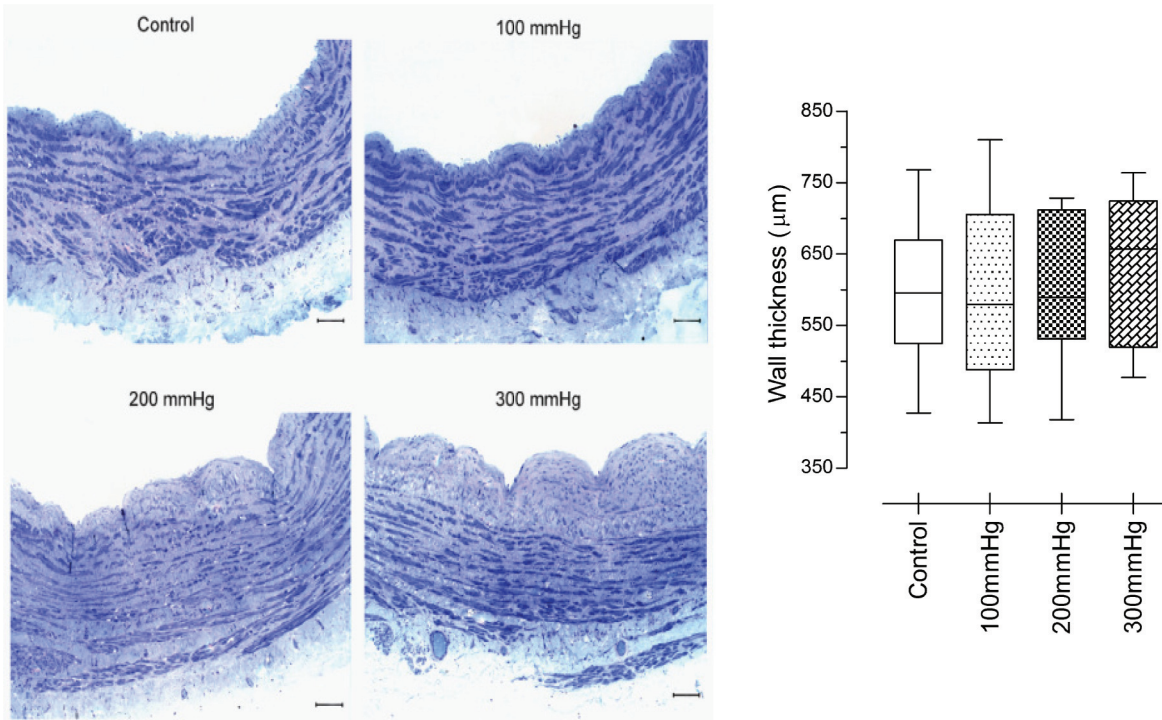 Control
100 mmHg
200 mmHg
300 mmHg
Wall thickness (μm)
850
750
650
550
450
350
Control
100mmHg
200mmHg
300mmHg